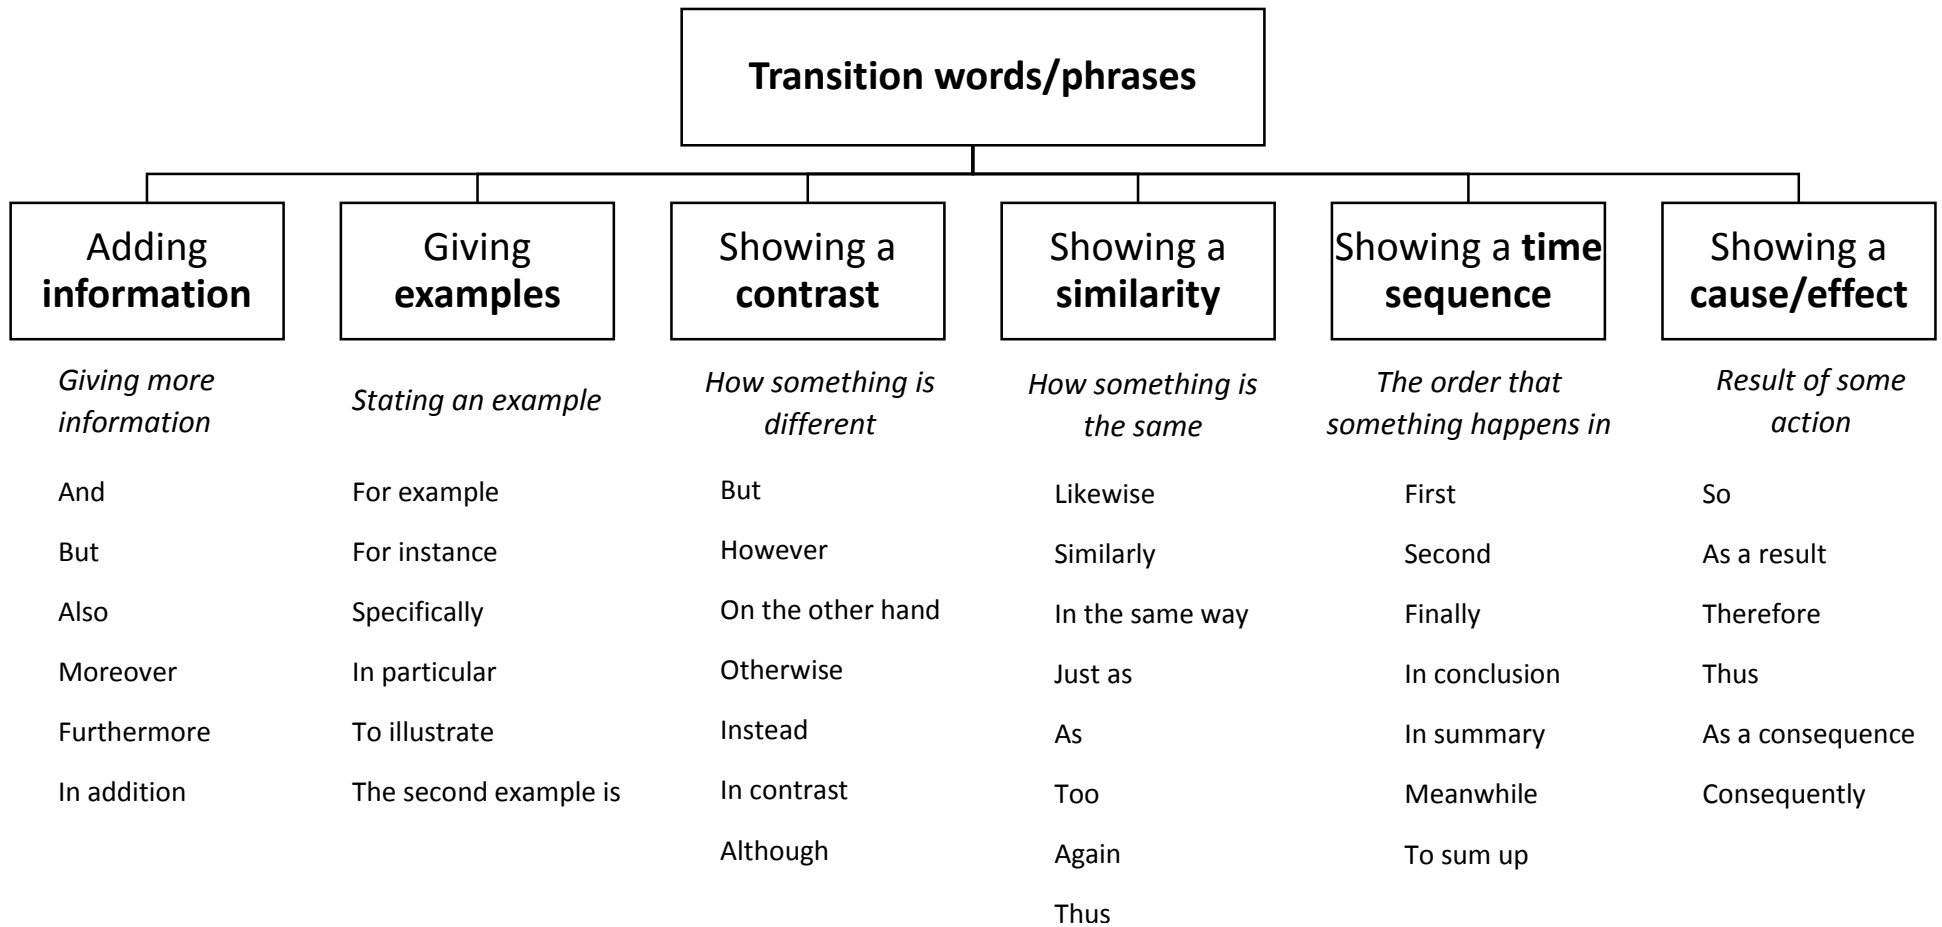 Transition words/phrases
Adding
information
Giving more
information
And
But
Also
Moreover
Furthermore
In addition
Giving
examples
Stating an example
For example
For instance
Specifically
In particular
To illustrate
The second example is
Showing a
contrast
How something is
different
But
However
On the other hand
Otherwise
Instead
In contrast
Although
Showing a
similarity
How something is
the same
Likewise
Similarly
In the same way
Just as
As
Too
Again
Thus
Showing a time
sequence
The order that
something happens in
First
Second
Finally
In conclusion
In summary
Meanwhile
To sum up
Showing a
cause/effect
Result of some
action
So
As a result
Therefore
Thus
As a consequence
Consequently